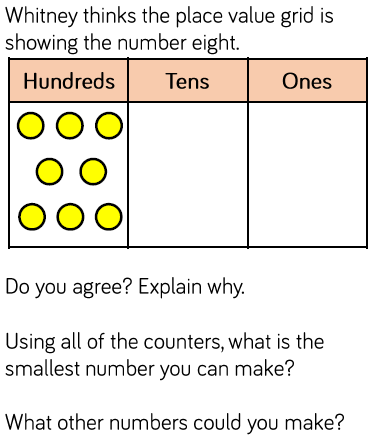 Whitney thinks the place value grid is
showing the number eight.
Hundreds Tens Ones
Do you agree? Explain why.
Using all of the counters, what is the
smallest number you can make?
What other numbers could you make?